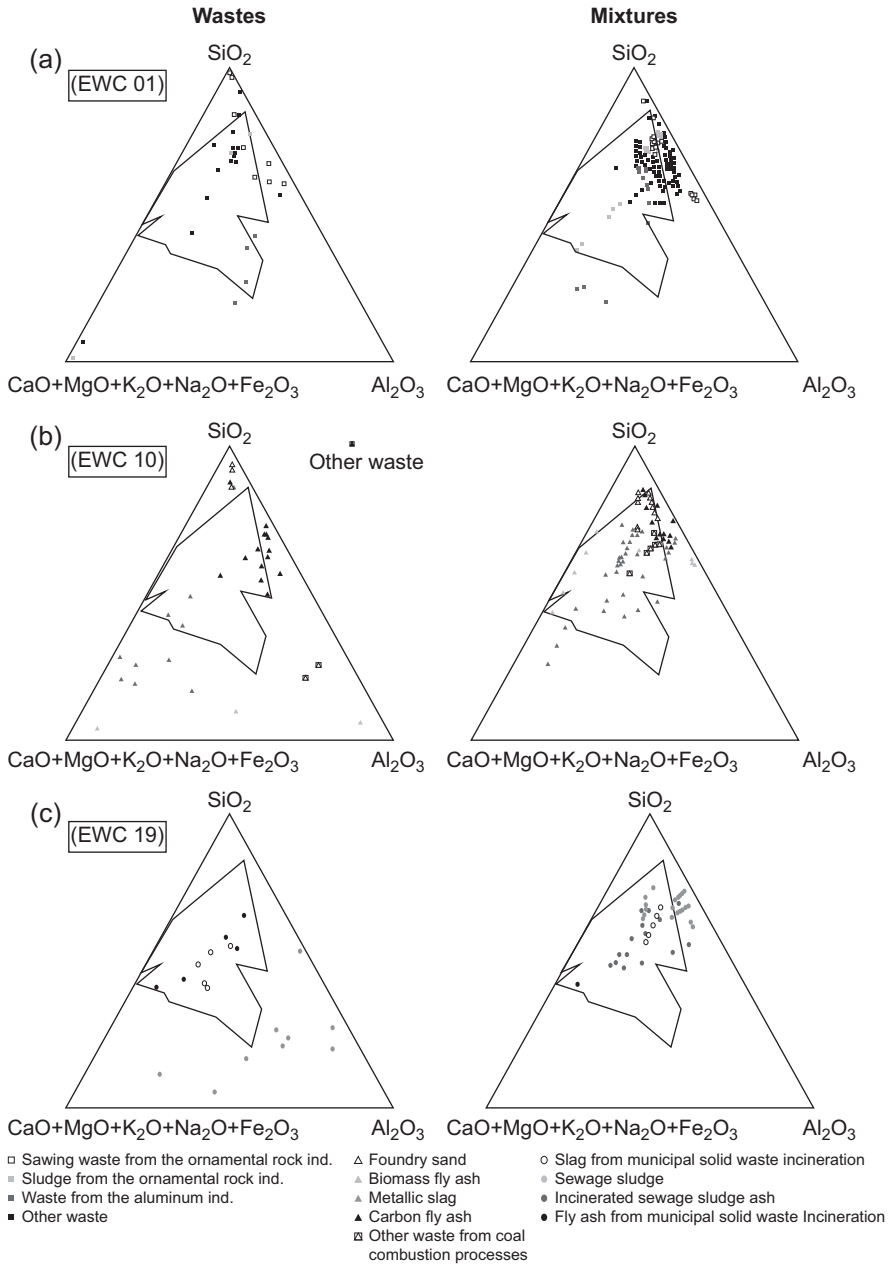 Wastes Mixtures
(a) SiO₂ SiO₂
(EWC 01)
CaO+MgO+K₂O+Na₂O+Fe₂O₃ Al₂O₃ CaO+MgO+K₂O+Na₂O+Fe₂O₃ Al₂O₃
(b) SiO₂ SiO₂
(EWC 10) Other waste
CaO+MgO+K₂O+Na₂O+Fe₂O₃ Al₂O₃ CaO+MgO+K₂O+Na₂O+Fe₂O₃ Al₂O₃
(c) SiO₂ SiO₂
(EWC 19)
CaO+MgO+K₂O+Na₂O+Fe₂O₃ Al₂O₃ CaO+MgO+K₂O+Na₂O+Fe₂O₃ Al₂O₃
Sawing waste from the ornamental rock ind.
Sludge from the ornamental rock ind.
Waste from the aluminum ind.
Other waste
Foundry sand
Biomass fly ash
Metallic slag
Carbon fly ash
Other waste from coal
combustion processes
Slag from municipal solid waste incineration
Sewage sludge
Incinerated sewage sludge ash
Fly ash from municipal solid waste Incineration